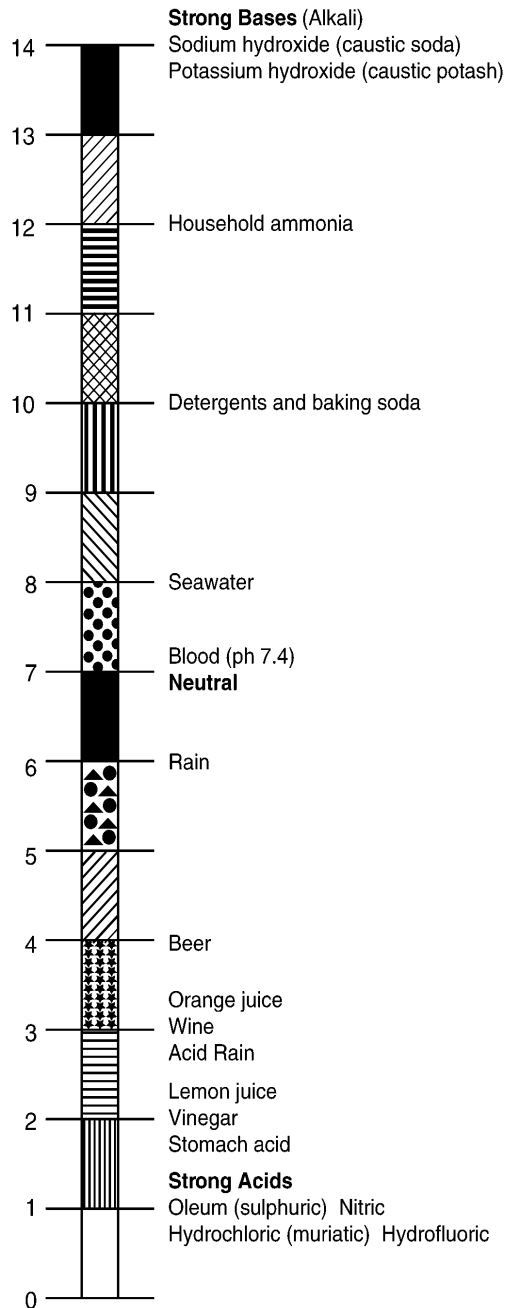 Strong Bases (Alkali)
14 Sodium hydroxide (caustic soda)
Potassium hydroxide (caustic potash)
13
12 Household ammonia
11
10 Detergents and baking soda
9
8 Seawater
Blood (ph 7.4)
7 Neutral
6 Rain
5
4 Beer
Orange juice
3 Wine
Acid Rain
Lemon juice
2 Vinegar
Stomach acid
Strong Acids
1 Oleum (sulphuric) Nitric
Hydrochloric (muriatic) Hydrofluoric
0